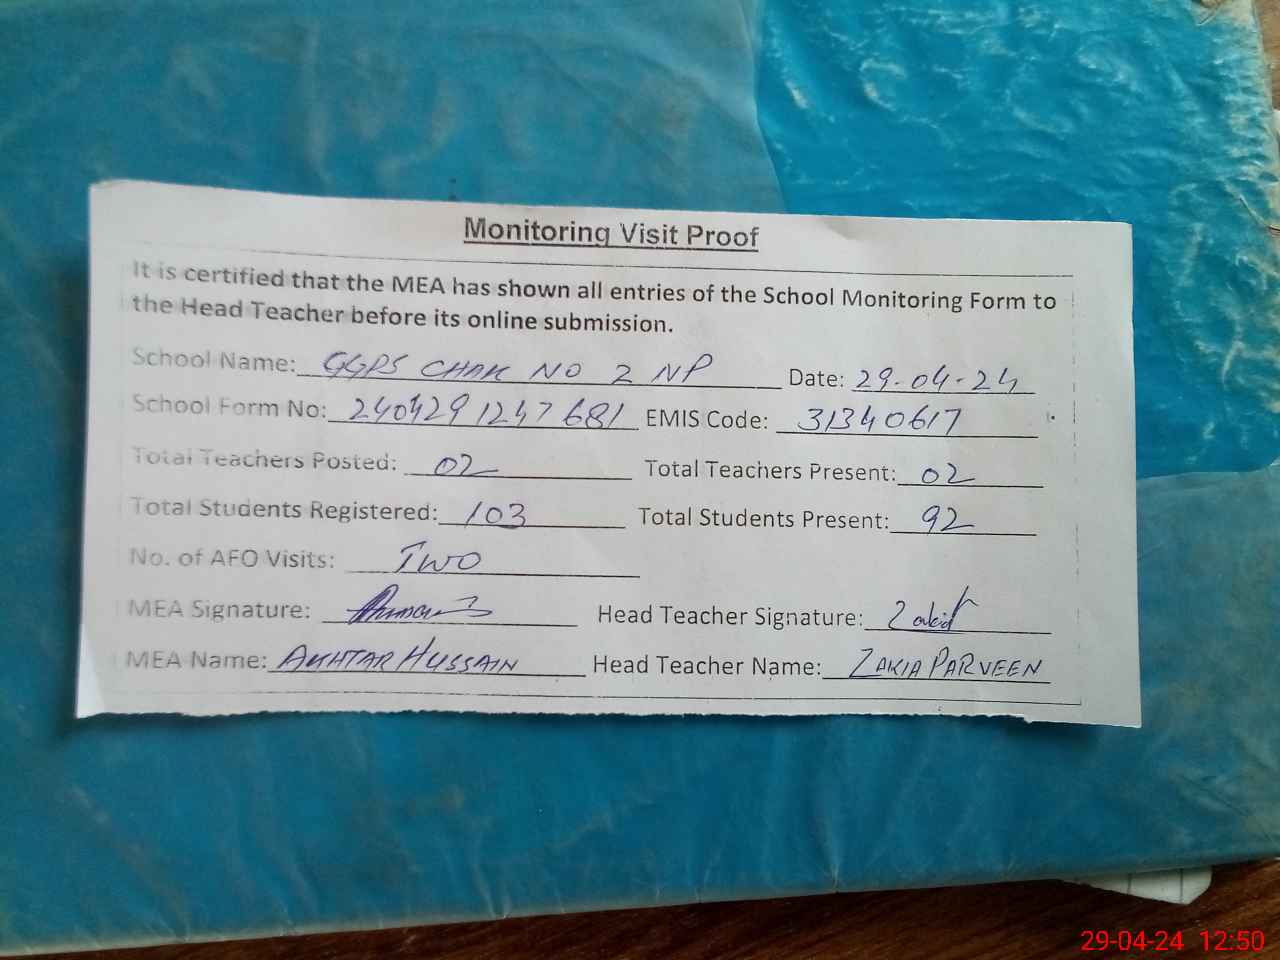 Monitoring Visit Proof
It is certified that the MEA has shown all entries of the School Monitoring Form to
the Head Teacher before its online submission.
School Name: GGPS CHAK NO 2 NP Date: 29-04-24
School Form No: 240429 1247 681 EMIS Code: 31340617
Total Teachers Posted: 02 Total Teachers Present: 02
Total Students Registered: 103 Total Students Present: 92
No. of AFO Visits: Two
MEA Signature: Head Teacher Signature:
MEA Name: AKHTAR HUSSAIN Head Teacher Name: ZAKIA PARVEEN
29-04-24 12:50